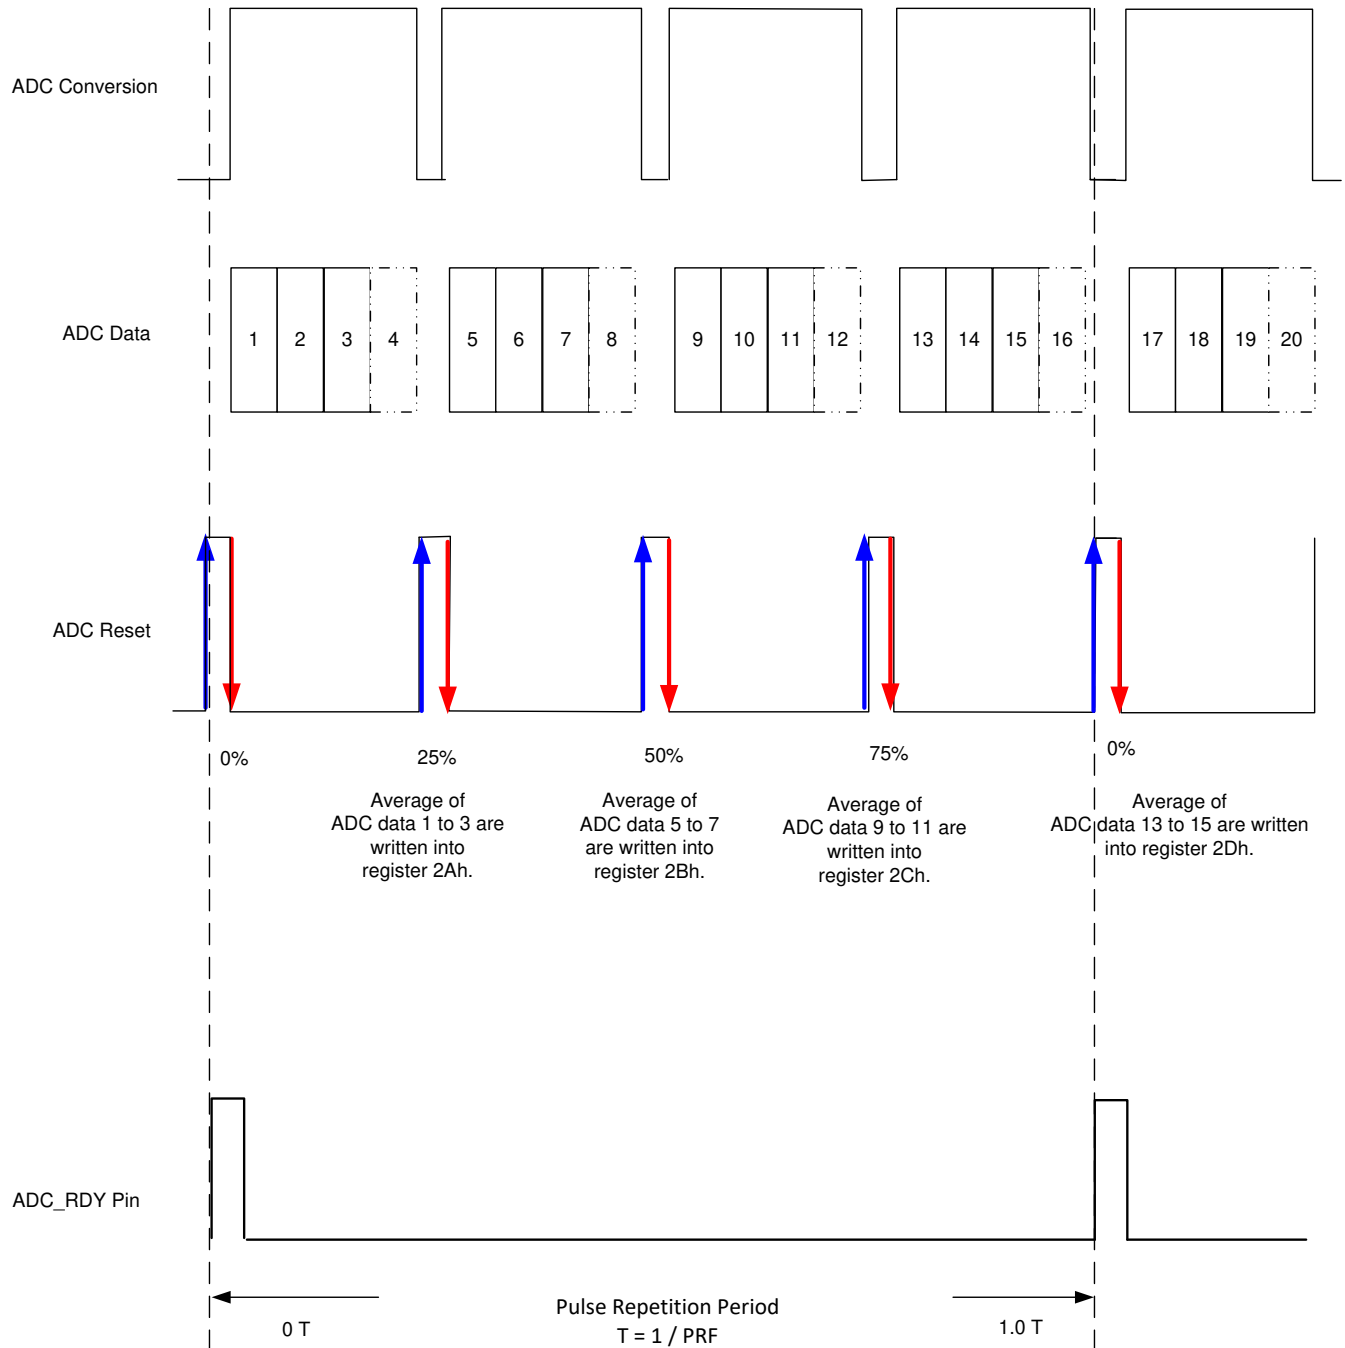 ADC Conversion
ADC Data
1 2 3 4 5 6 7 8 9 10 11 12 13 14 15 16 17 18 19 20
ADC Reset
0% 25% 50% 75% 0%
Average of
ADC data 1 to 3 are
written into
register 2Ah.
Average of
ADC data 5 to 7
are written into
register 2Bh.
Average of
ADC data 9 to 11 are
written into
register 2Ch.
Average of
ADC data 13 to 15 are written
into register 2Dh.
ADC_RDY Pin
0 T
Pulse Repetition Period
T = 1 / PRF
1.0 T